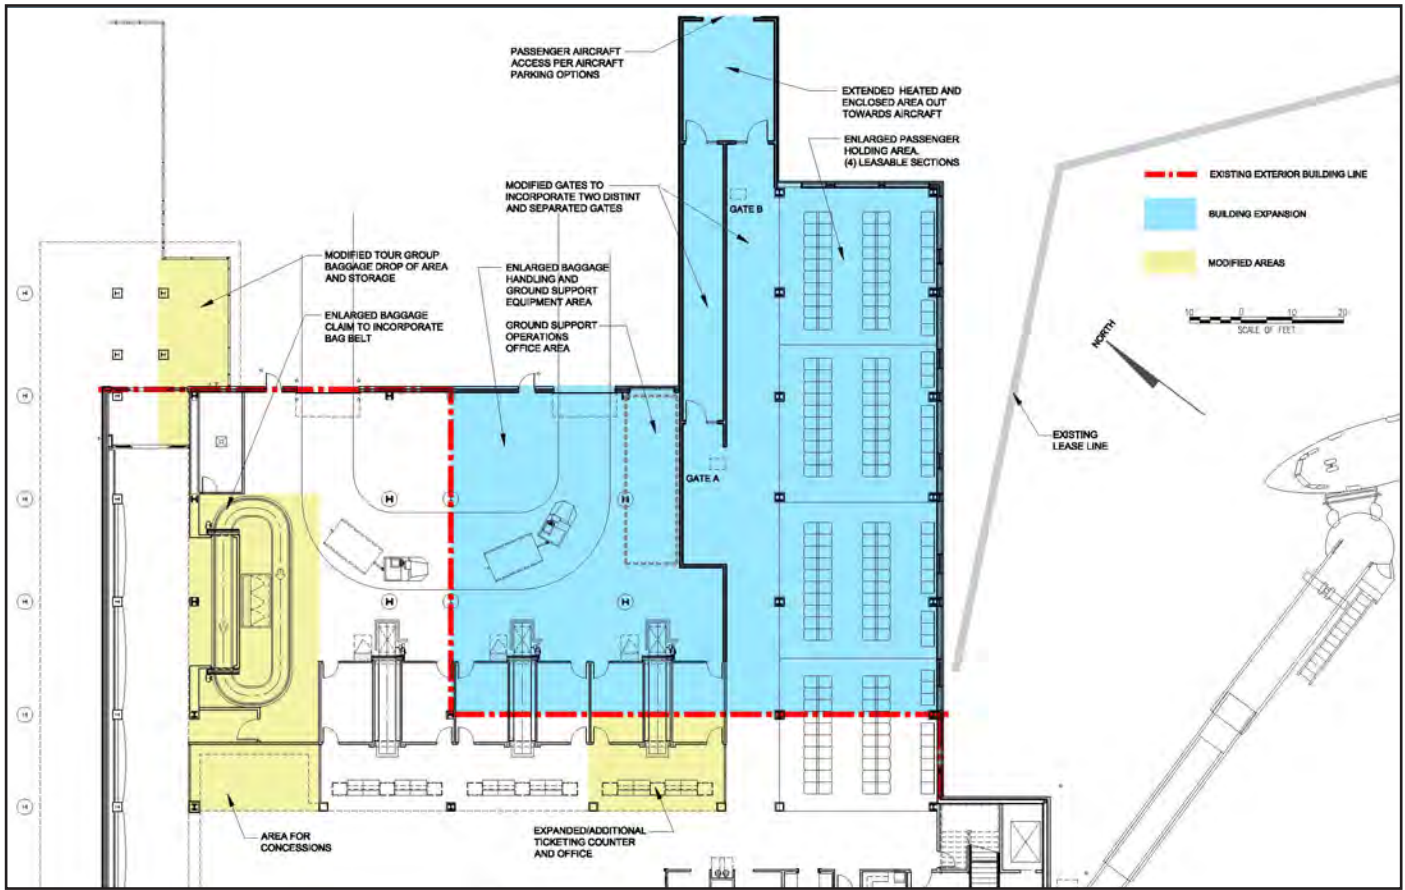 PASSENGER AIRCRAFT
ACCESS PER AIRCRAFT
PARKING OPTIONS
EXTENDED HEATED AND
ENCLOSED AREA OUT
TOWARDS AIRCRAFT
ENLARGED PASSENGER
HOLDING AREA.
(4) LEASABLE SECTIONS
EXISTING EXTERIOR BUILDING LINE
BUILDING EXPANSION
MODIFIED AREAS
10 0 10 20
SCALE OF FEET
NORTH
MODIFIED GATES TO
INCORPORATE TWO DISTINT
AND SEPARATED GATES
GATE B
MODIFIED TOUR GROUP
BAGGAGE DROP OF AREA
AND STORAGE
ENLARGED BAGGAGE
HANDLING AND
GROUND SUPPORT
EQUIPMENT AREA
ENLARGED BAGGAGE
CLAIM TO INCORPORATE
BAG BELT
GROUND SUPPORT
OPERATIONS
OFFICE AREA
EXISTING
LEASE LINE
GATE A
AREA FOR
CONCESSIONS
EXPANDED/ADDITIONAL
TICKETING COUNTER
AND OFFICE